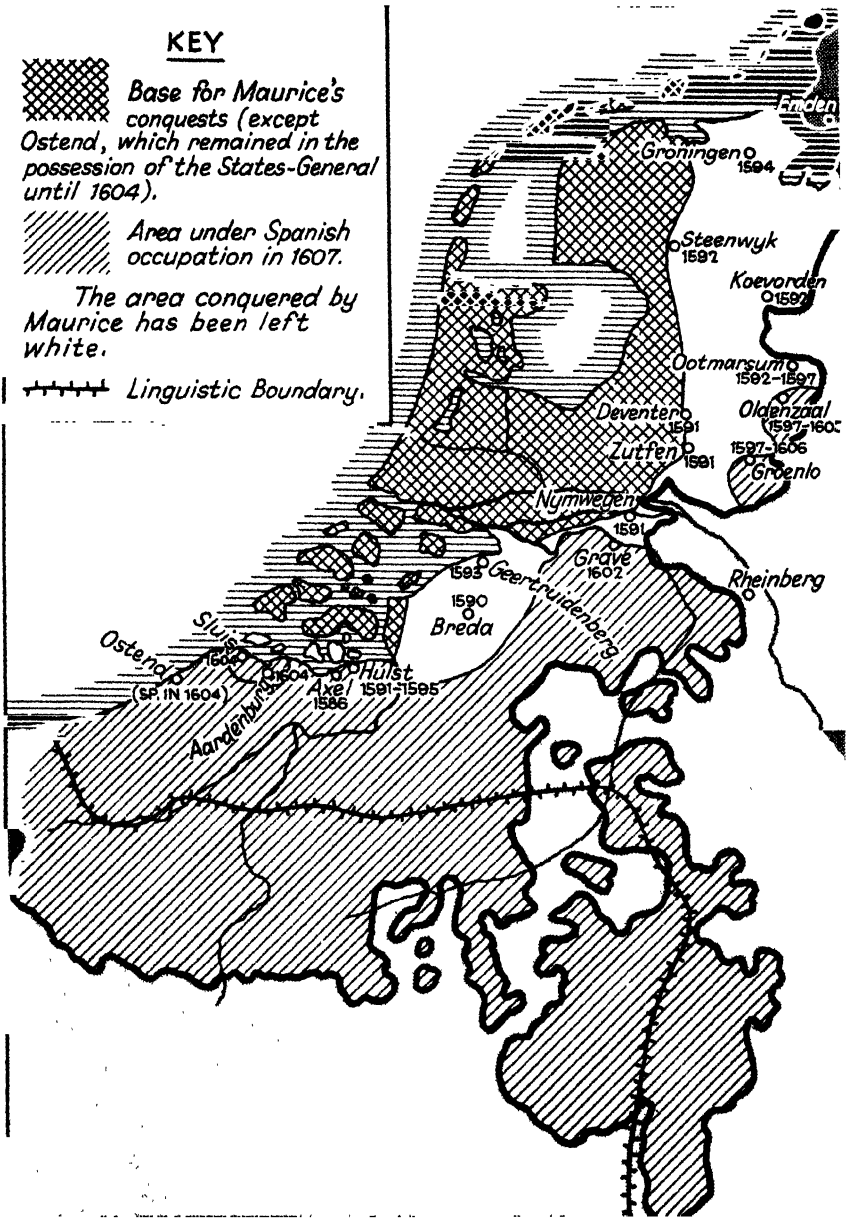 KEY
Base for Maurice's
conquests (except
Ostend, which remained in the
possession of the States-General
until 1604).
Area under Spanish
occupation in 1607.
The area conquered by
Maurice has been left
white.
Linguistic Boundary.
Emden
Groningen
1594
Steenwyk
1592
Koevorden
1592
Ootmarsum
1592-1597
Deventer
1591
Oldenzaal
1597-160
Zutfen
1591
1597-1606
Groenlo
Nymwegen
1591
Grave
1602
1593
Geertruidenberg
Rheinberg
1590
Breda
Sluis
1604
Ostend
(SP. IN 1604)
Aardenburg
1604
Axel
1586
Hulst
1591-1595